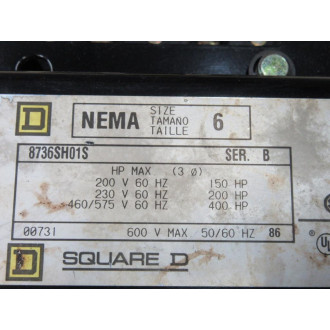 NEMA SIZE TAMAÑO TAILLE 6
8736SH01S SER. B
HP MAX (3 Ø)
200 V 60 HZ 150 HP
230 V 60 HZ 200 HP
460/575 V 60 HZ 400 HP
00731 600 V MAX 50/60 HZ 86
D SQUARE D